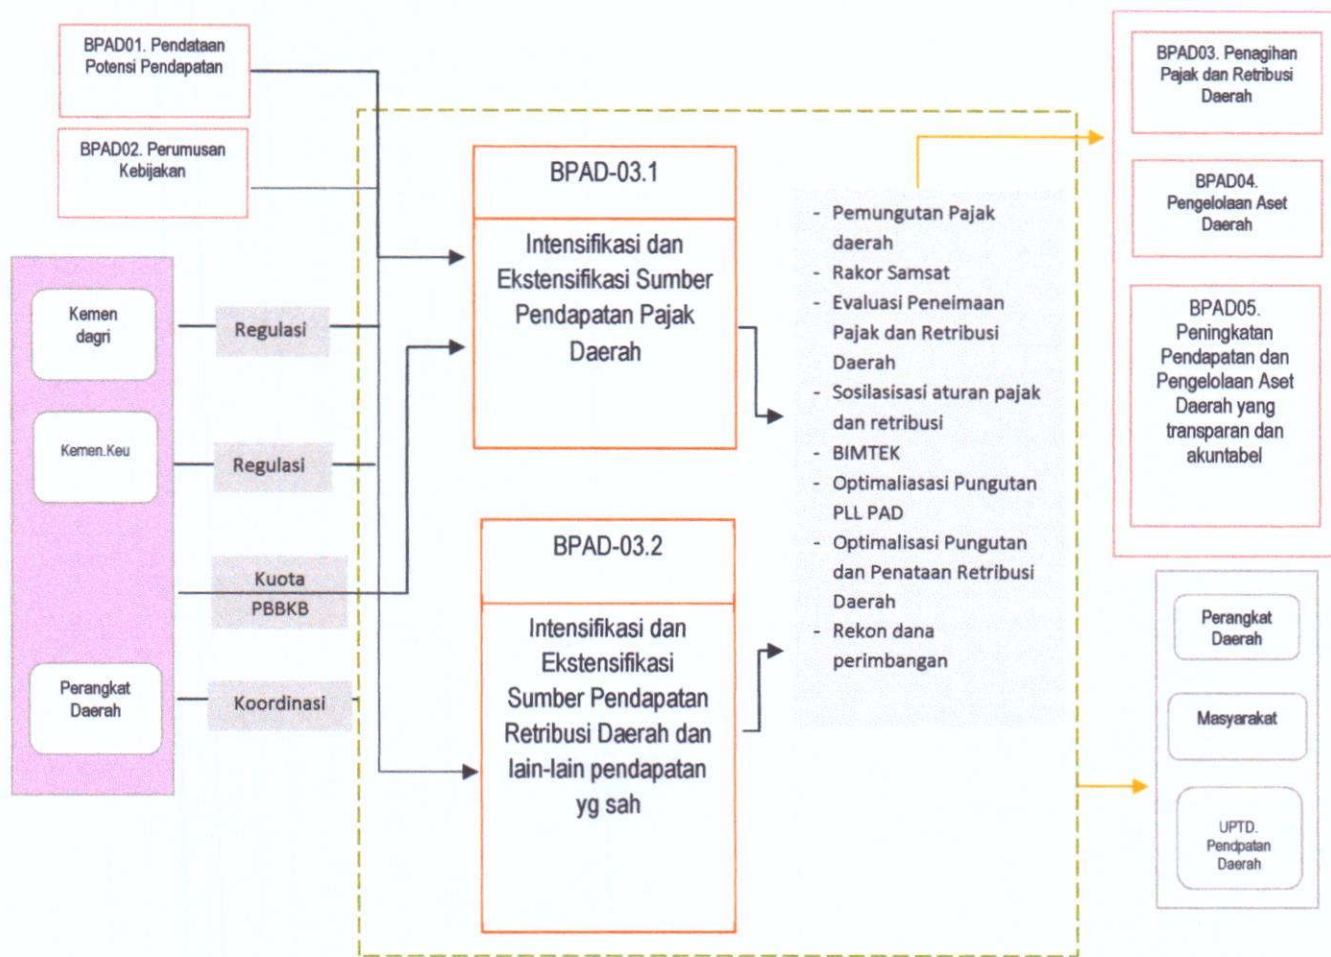 BPAD01. Pendataan
Potensi Pendapatan
BPAD02. Perumusan
Kebijakan
Kemen
dagri
Kemen.Keu
Perangkat
Daerah
Regulasi
Regulasi
Kuota
PBBKB
Koordinasi
BPAD-03.1
Intensifikasi dan
Ekstensifikasi Sumber
Pendapatan Pajak
Daerah
BPAD-03.2
Intensifikasi dan
Ekstensifikasi
Sumber Pendapatan
Retribusi Daerah dan
lain-lain pendapatan
yg sah
- Pemungutan Pajak
daerah
- Rakor Samsat
- Evaluasi Peneimaan
Pajak dan Retribusi
Daerah
- Sosilasisasi aturan pajak
dan retribusi
- BIMTEK
- Optimaliasasi Pungutan
PLL PAD
- Optimalisasi Pungutan
dan Penataan Retribusi
Daerah
- Rekon dana
perimbangan
BPAD03. Penagihan
Pajak dan Retribusi
Daerah
BPAD04.
Pengelolaan Aset
Daerah
BPAD05.
Peningkatan
Pendapatan dan
Pengelolaan Aset
Daerah yang
transparan dan
akuntabel
Perangkat
Daerah
Masyarakat
UPTD.
Pendpatan
Daerah